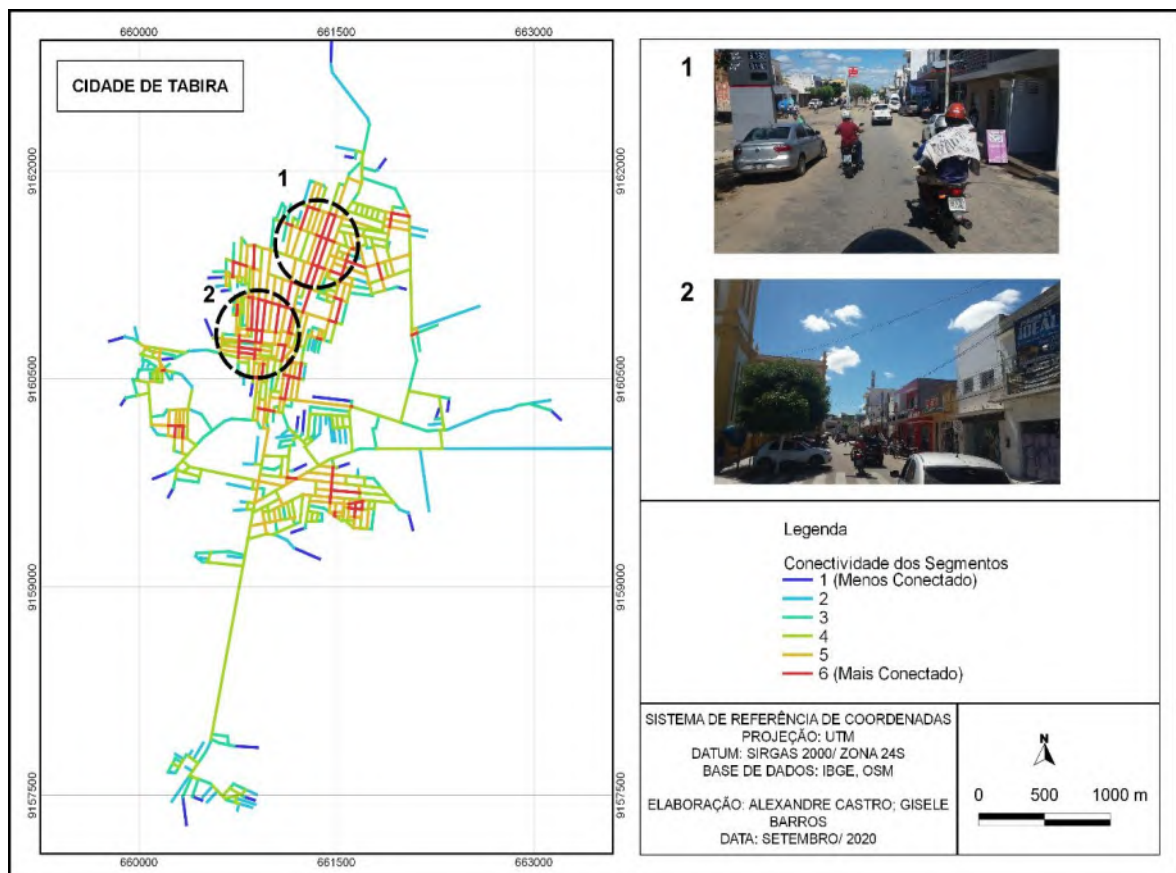 660000
661500
663000
CIDADE DE TABIRA
9162000
9162000
1
2
9160500
9160500
9159000
9159000
9157500
9157500
660000
661500
663000
1
2
IDEAL
Legenda
Conectividade dos Segmentos
1 (Menos Conectado)
2
3
4
5
6 (Mais Conectado)
SISTEMA DE REFERÊNCIA DE COORDENADAS
PROJEÇÃO: UTM
DATUM: SIRGAS 2000/ ZONA 24S
BASE DE DADOS: IBGE, OSM
ELABORAÇÃO: ALEXANDRE CASTRO; GISELE
BARROS
DATA: SETEMBRO/ 2020
N
0 500 1000 m